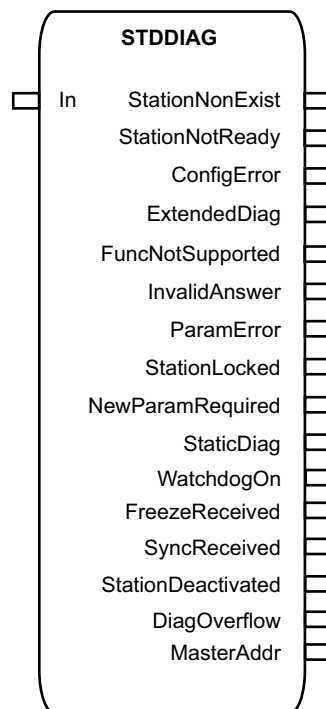 STDDIAG
In StationNonExist
StationNotReady
ConfigError
ExtendedDiag
FuncNotSupported
InvalidAnswer
ParamError
StationLocked
NewParamRequired
StaticDiag
WatchdogOn
FreezeReceived
SyncReceived
StationDeactivated
DiagOverflow
MasterAddr